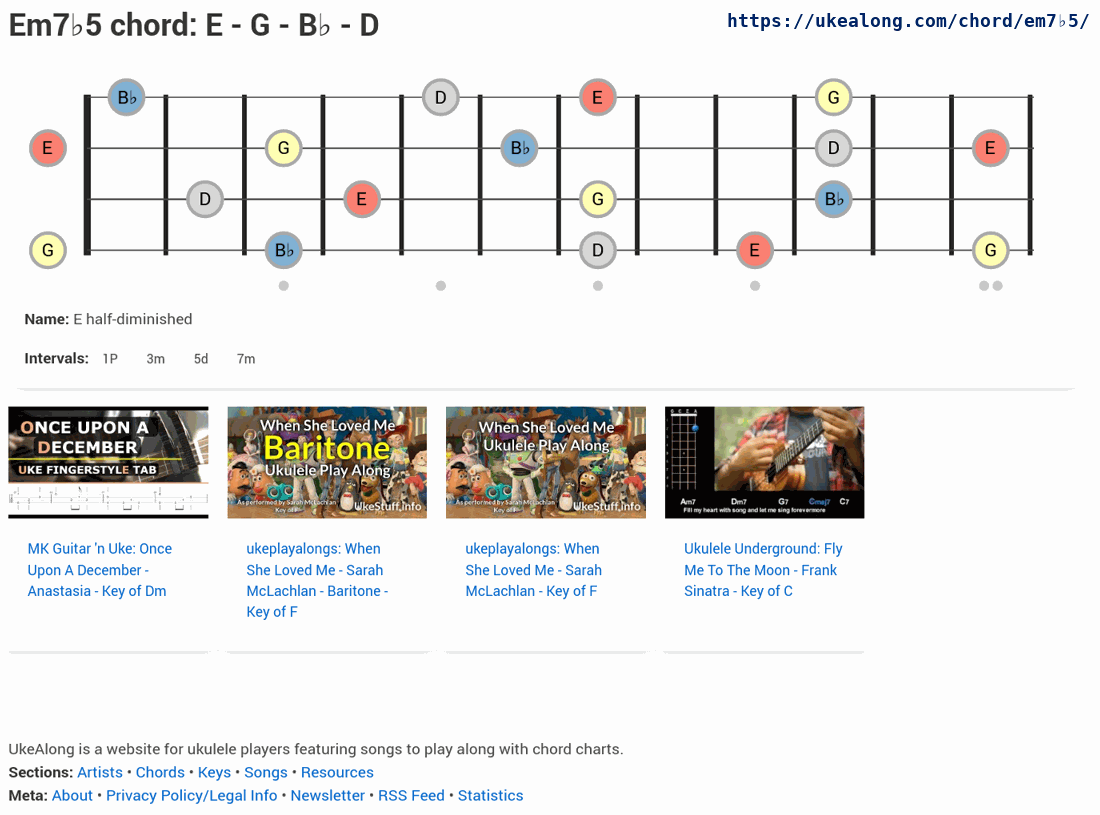 Em7♭5 chord: E - G - B♭ - D
https://ukealong.com/chord/em7♭5/
B♭ D E G
E G B♭ D E
D E G B♭
G B♭ D E G
Name: E half-diminished
Intervals: 1P 3m 5d 7m
ONCE UPON A
DECEMBER
UKE FINGERSTYLE TAB
When She Loved Me
Baritone
Ukulele Play Along
As performed by Sarah McLachlan
Key of F
UkeStuff.info
When She Loved Me
Ukulele Play Along
As performed by Sarah McLachlan
Key of F
UkeStuff.info
G C E A
Am7 Dm7 G7 Cmaj7 C7
Fill my heart with song and let me sing forevermore
MK Guitar 'n Uke: Once
Upon A December -
Anastasia - Key of Dm
ukeplayalongs: When
She Loved Me - Sarah
McLachlan - Baritone -
Key of F
ukeplayalongs: When
She Loved Me - Sarah
McLachlan - Key of F
Ukulele Underground: Fly
Me To The Moon - Frank
Sinatra - Key of C
UkeAlong is a website for ukulele players featuring songs to play along with chord charts.
Sections: Artists • Chords • Keys • Songs • Resources
Meta: About • Privacy Policy/Legal Info • Newsletter • RSS Feed • Statistics